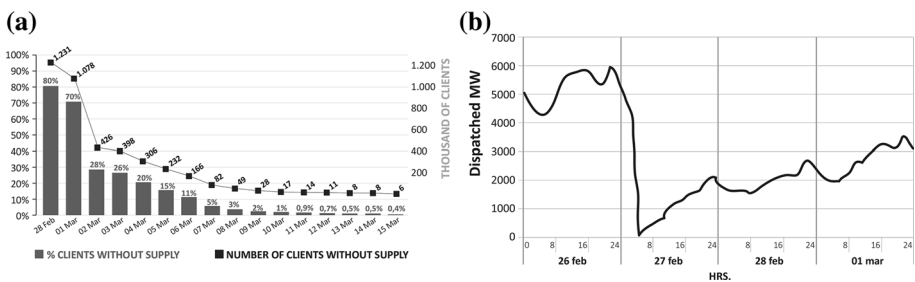 (a)
100%
90%
80%
70%
60%
50%
40%
30%
20%
10%
0%
1.231
1.078
426
398
306
232
166
82
49
28
17
14
11
8
8
6
80%
70%
28%
26%
20%
15%
11%
5%
3%
2%
1%
0,9%
0,7%
0,5%
0,5%
0,4%
1.200
1.000
800
600
400
200
THOUSAND OF CLIENTS
28 Feb
01 Mar
02 Mar
03 Mar
04 Mar
05 Mar
06 Mar
07 Mar
08 Mar
09 Mar
10 Mar
11 Mar
12 Mar
13 Mar
14 Mar
15 Mar
% CLIENTS WITHOUT SUPPLY
NUMBER OF CLIENTS WITHOUT SUPPLY
(b)
Dispatched MW
7000
6000
5000
4000
3000
2000
1000
0
0 8 16 24 8 16 24 8 16 24 8 16 24
26 feb 27 feb 28 feb 01 mar
HRS.